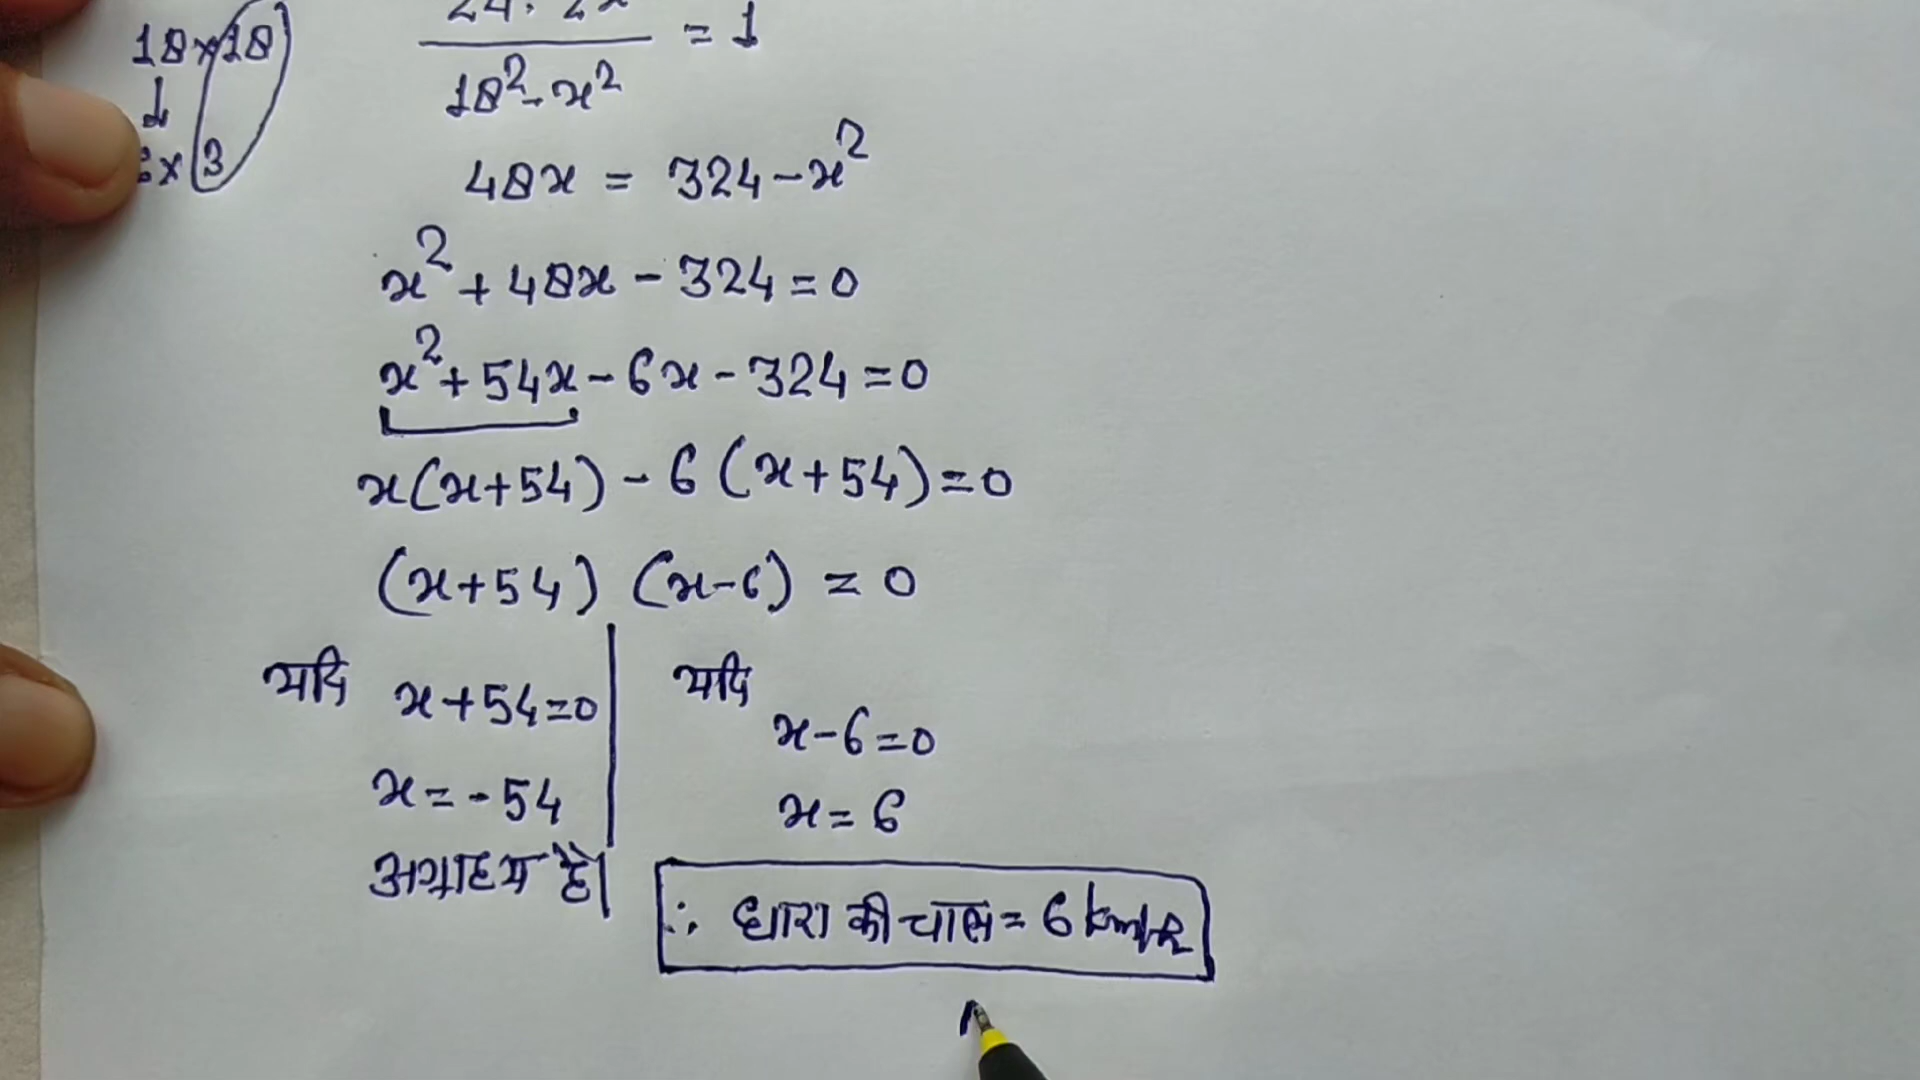 18×18
1
3
24. 2x
= 1
18²-x²
48x = 324-x²
x²+48x-324=0
x²+54x-6x-324=0
x(x+54)-6(x+54)=0
(x+54) (x-6) = 0
यदि x+54=0
x=-54
अग्राह्य है।
यदि
x-6=0
x=6
∴ धारा की चाल = 6 km/h